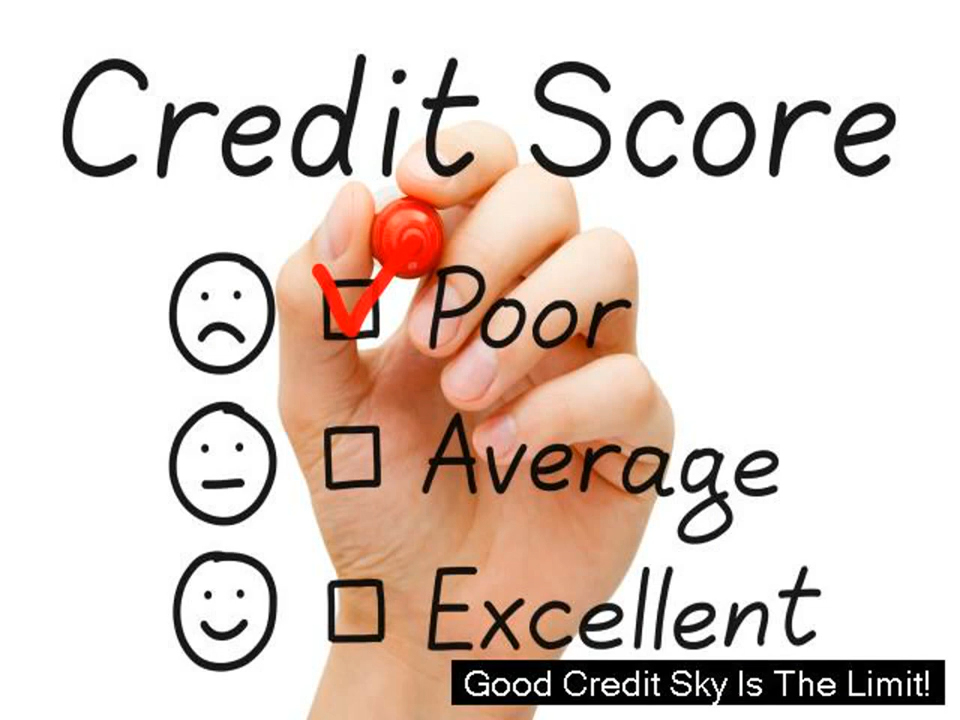 Credit Score
Poor
Average
Excellent
Good Credit Sky Is The Limit!